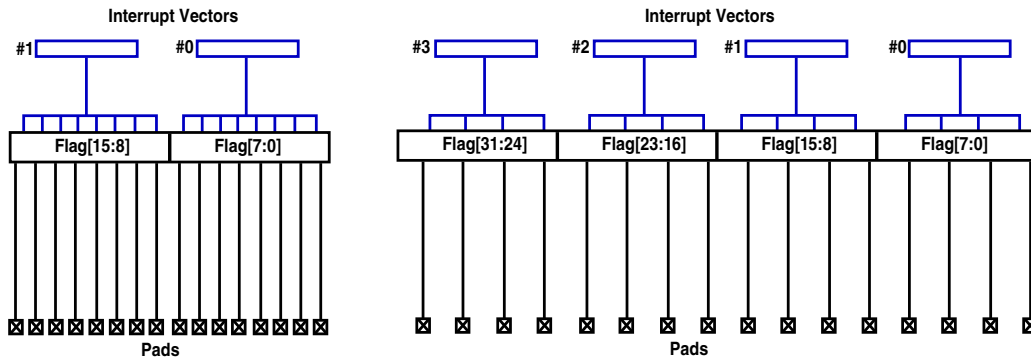 Interrupt Vectors
#1
#0
Flag[15:8]
Flag[7:0]
Pads
Interrupt Vectors
#3
#2
#1
#0
Flag[31:24]
Flag[23:16]
Flag[15:8]
Flag[7:0]
Pads